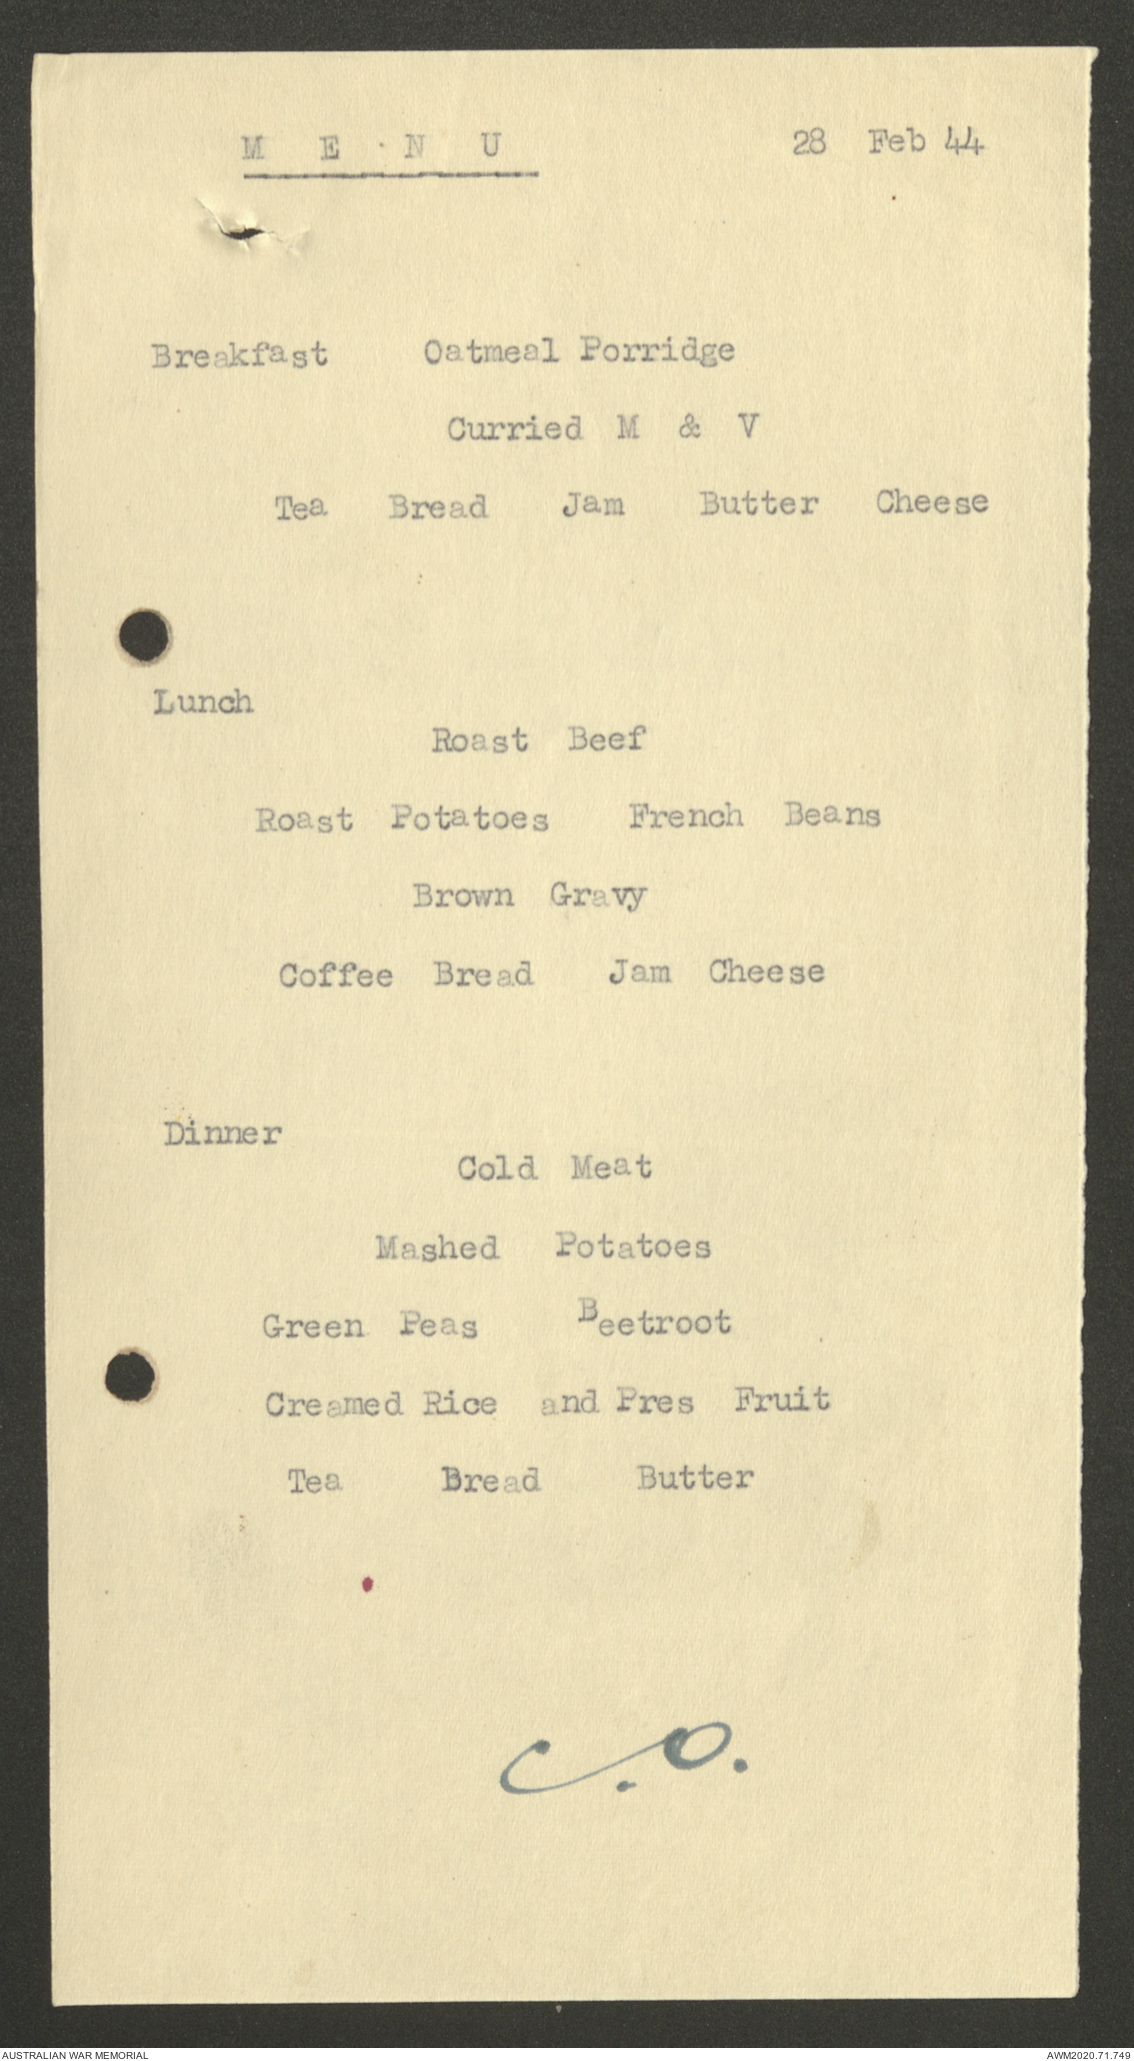 M E N U 28 Feb 44
Breakfast Oatmeal Porridge
Curried M & V
Tea Bread Jam Butter Cheese
Lunch
Roast Beef
Roast Potatoes French Beans
Brown Gravy
Coffee Bread Jam Cheese
Dinner
Cold Meat
Mashed Potatoes
Green Peas Beetroot
Creamed Rice and Pres Fruit
Tea Bread Butter
C.O.
AUSTRALIAN WAR MEMORIAL AWM2020.71.749